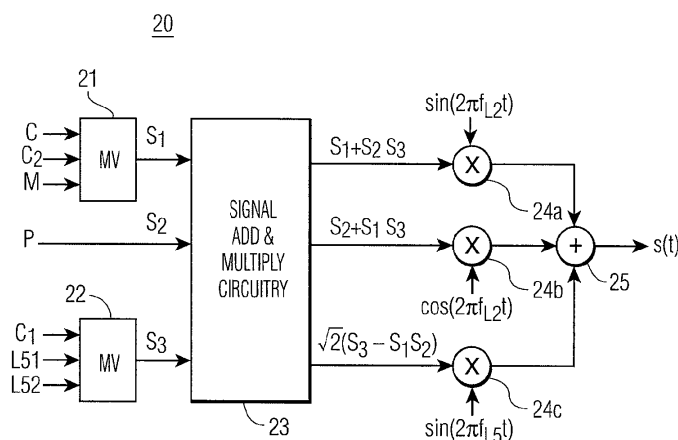 20
21
C
C2
M
MV
S1
P
S2
22
C1
L51
L52
MV
S3
SIGNAL
ADD &
MULTIPLY
CIRCUITRY
23
S1+S2 S3
S2+S1 S3
√2(S3 – S1S2)
sin(2πfL2t)
X
24a
X
24b
cos(2πfL2t)
X
24c
sin(2πfL5t)
+
25
s(t)